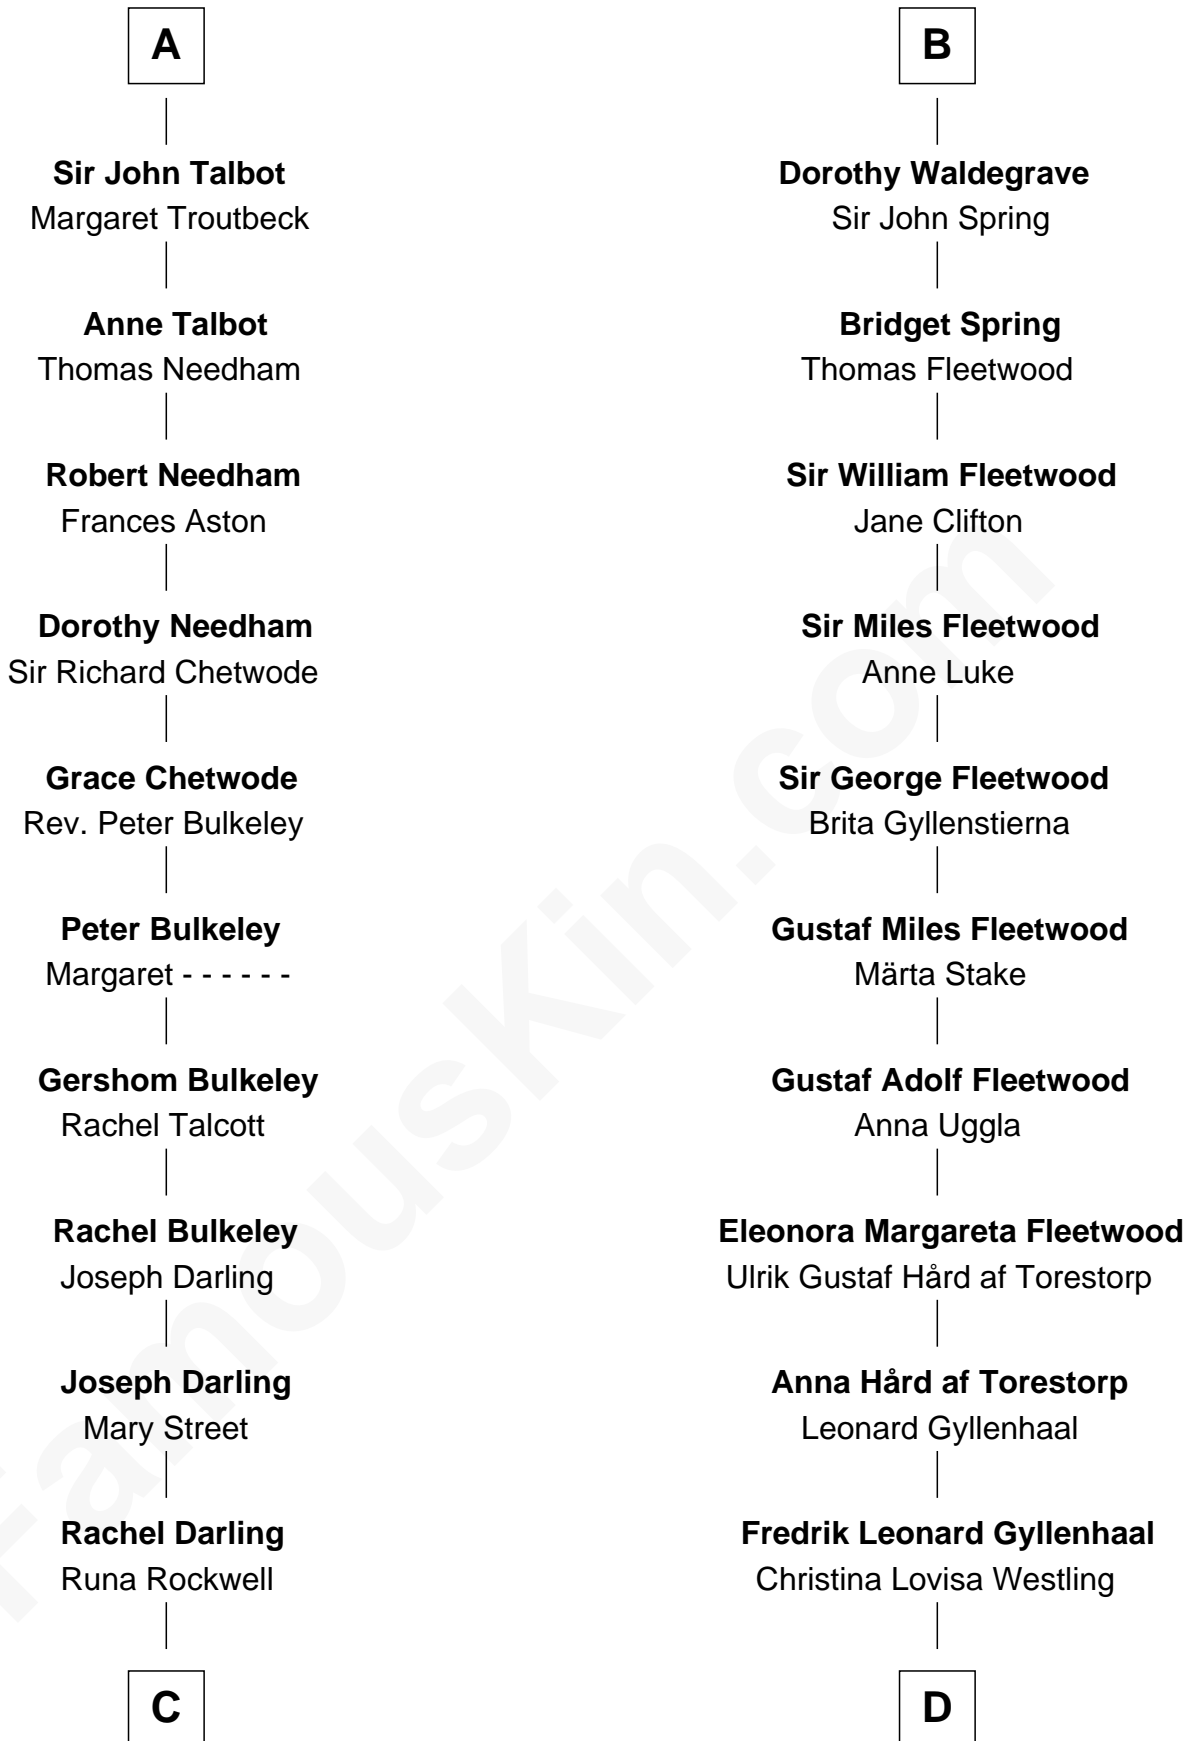 A
Sir John Talbot
Margaret Troutbeck
Anne Talbot
Thomas Needham
Robert Needham
Frances Aston
Dorothy Needham
Sir Richard Chetwode
Grace Chetwode
Rev. Peter Bulkeley
Peter Bulkeley
Margaret - - - - - -
Gershom Bulkeley
Rachel Talcott
Rachel Bulkeley
Joseph Darling
Joseph Darling
Mary Street
Rachel Darling
Runa Rockwell
C
B
Dorothy Waldegrave
Sir John Spring
Bridget Spring
Thomas Fleetwood
Sir William Fleetwood
Jane Clifton
Sir Miles Fleetwood
Anne Luke
Sir George Fleetwood
Brita Gyllenstierna
Gustaf Miles Fleetwood
Märta Stake
Gustaf Adolf Fleetwood
Anna Uggla
Eleonora Margareta Fleetwood
Ulrik Gustaf Hård af Torestorp
Anna Hård af Torestorp
Leonard Gyllenhaal
Fredrik Leonard Gyllenhaal
Christina Lovisa Westling
D
FamousKin.com